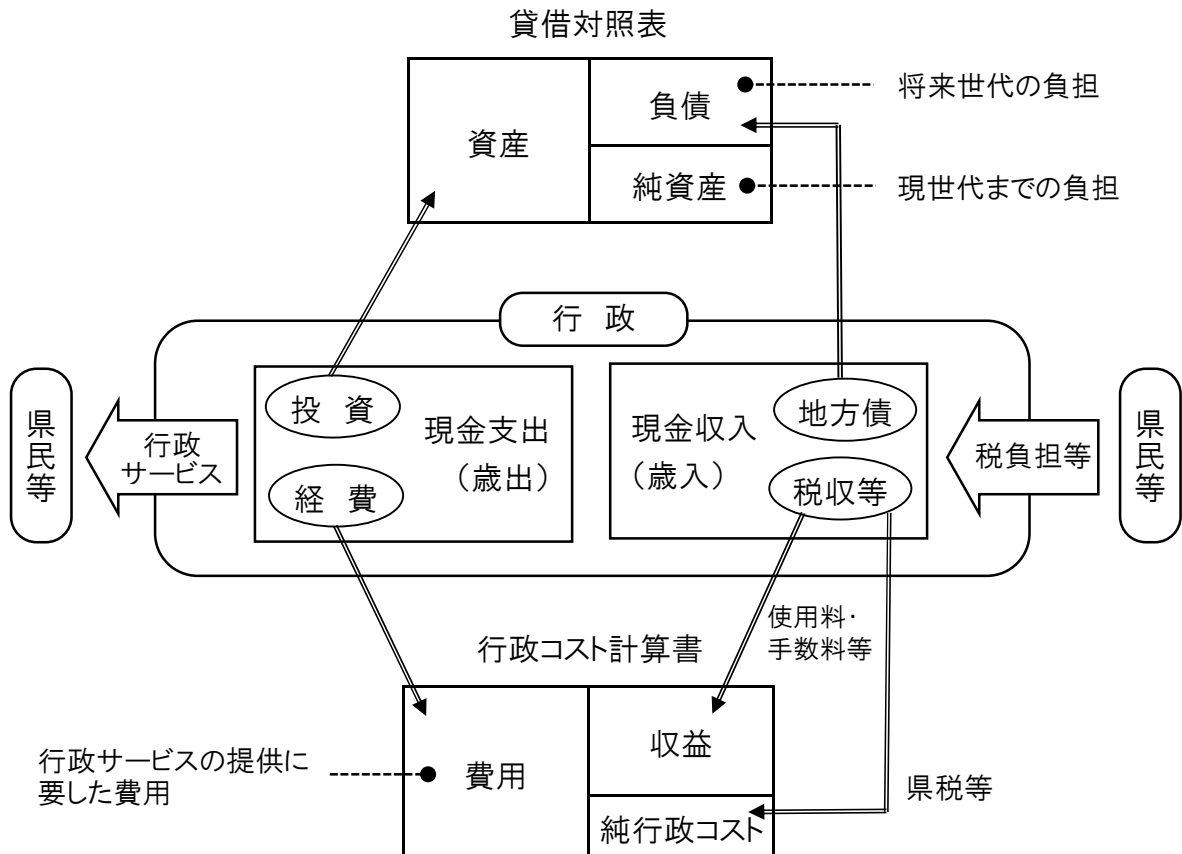 貸借対照表
資産
負債
純資産
将来世代の負担
現世代までの負担
行 政
県民等
行政
サービス
投 資
経 費
現金支出
（歳出）
現金収入
（歳入）
地方債
税収等
税負担等
県民等
使用料・
手数料等
行政コスト計算書
費用
収益
純行政コスト
行政サービスの提供に
要した費用
県税等